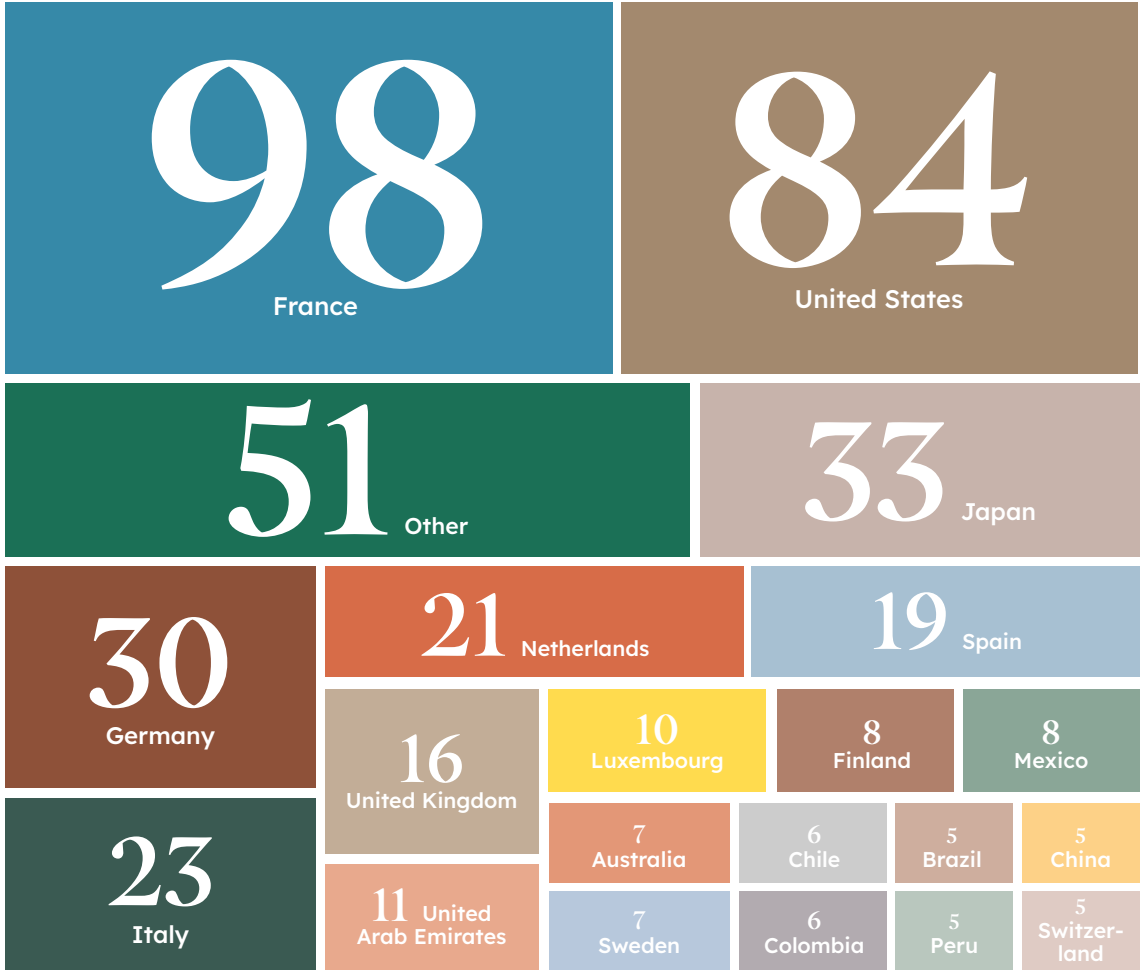 98
France
84
United States
51 Other
33 Japan
30
Germany
21 Netherlands
19 Spain
16
United Kingdom
10
Luxembourg
8
Finland
8
Mexico
23
Italy
11 United
Arab Emirates
7
Australia
6
Chile
5
Brazil
5
China
7
Sweden
6
Colombia
5
Peru
5
Switzer-
land